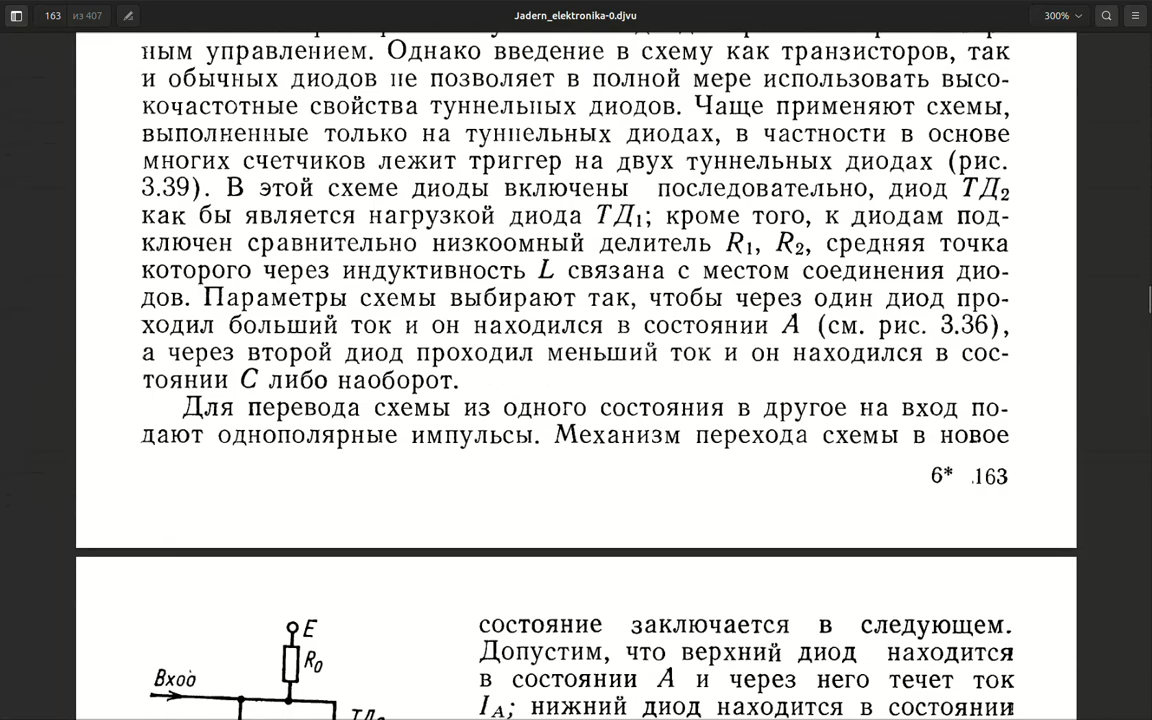 163 из 407
Jadern_elektronika-0.djvu
300%
ным управлением. Однако введение в схему как транзисторов, так
и обычных диодов не позволяет в полной мере использовать высо-
кочастотные свойства туннельных диодов. Чаще применяют схемы,
выполненные только на туннельных диодах, в частности в основе
многих счетчиков лежит триггер на двух туннельных диодах (рис.
3.39). В этой схеме диоды включены последовательно, диод ТД₂
как бы является нагрузкой диода ТД₁; кроме того, к диодам под-
ключен сравнительно низкоомный делитель R₁, R₂, средняя точка
которого через индуктивность L связана с местом соединения дио-
дов. Параметры схемы выбирают так, чтобы через один диод про-
ходил больший ток и он находился в состоянии А (см. рис. 3.36),
а через второй диод проходил меньший ток и он находился в сос-
тоянии С либо наоборот.
Для перевода схемы из одного состояния в другое на вход по-
дают однополярные импульсы. Механизм перехода схемы в новое
6* 163
E
R₀
Вход
состояние заключается в следующем.
Допустим, что верхний диод находится
в состоянии А и через него течет ток
I_A; нижний диод находится в состоянии